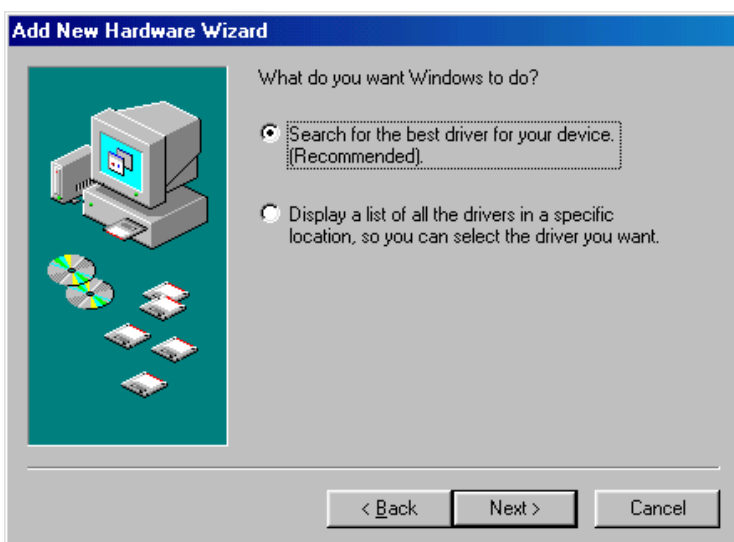 Add New Hardware Wizard
What do you want Windows to do?
Search for the best driver for your device.
(Recommended).
Display a list of all the drivers in a specific
location, so you can select the driver you want.
< Back
Next >
Cancel